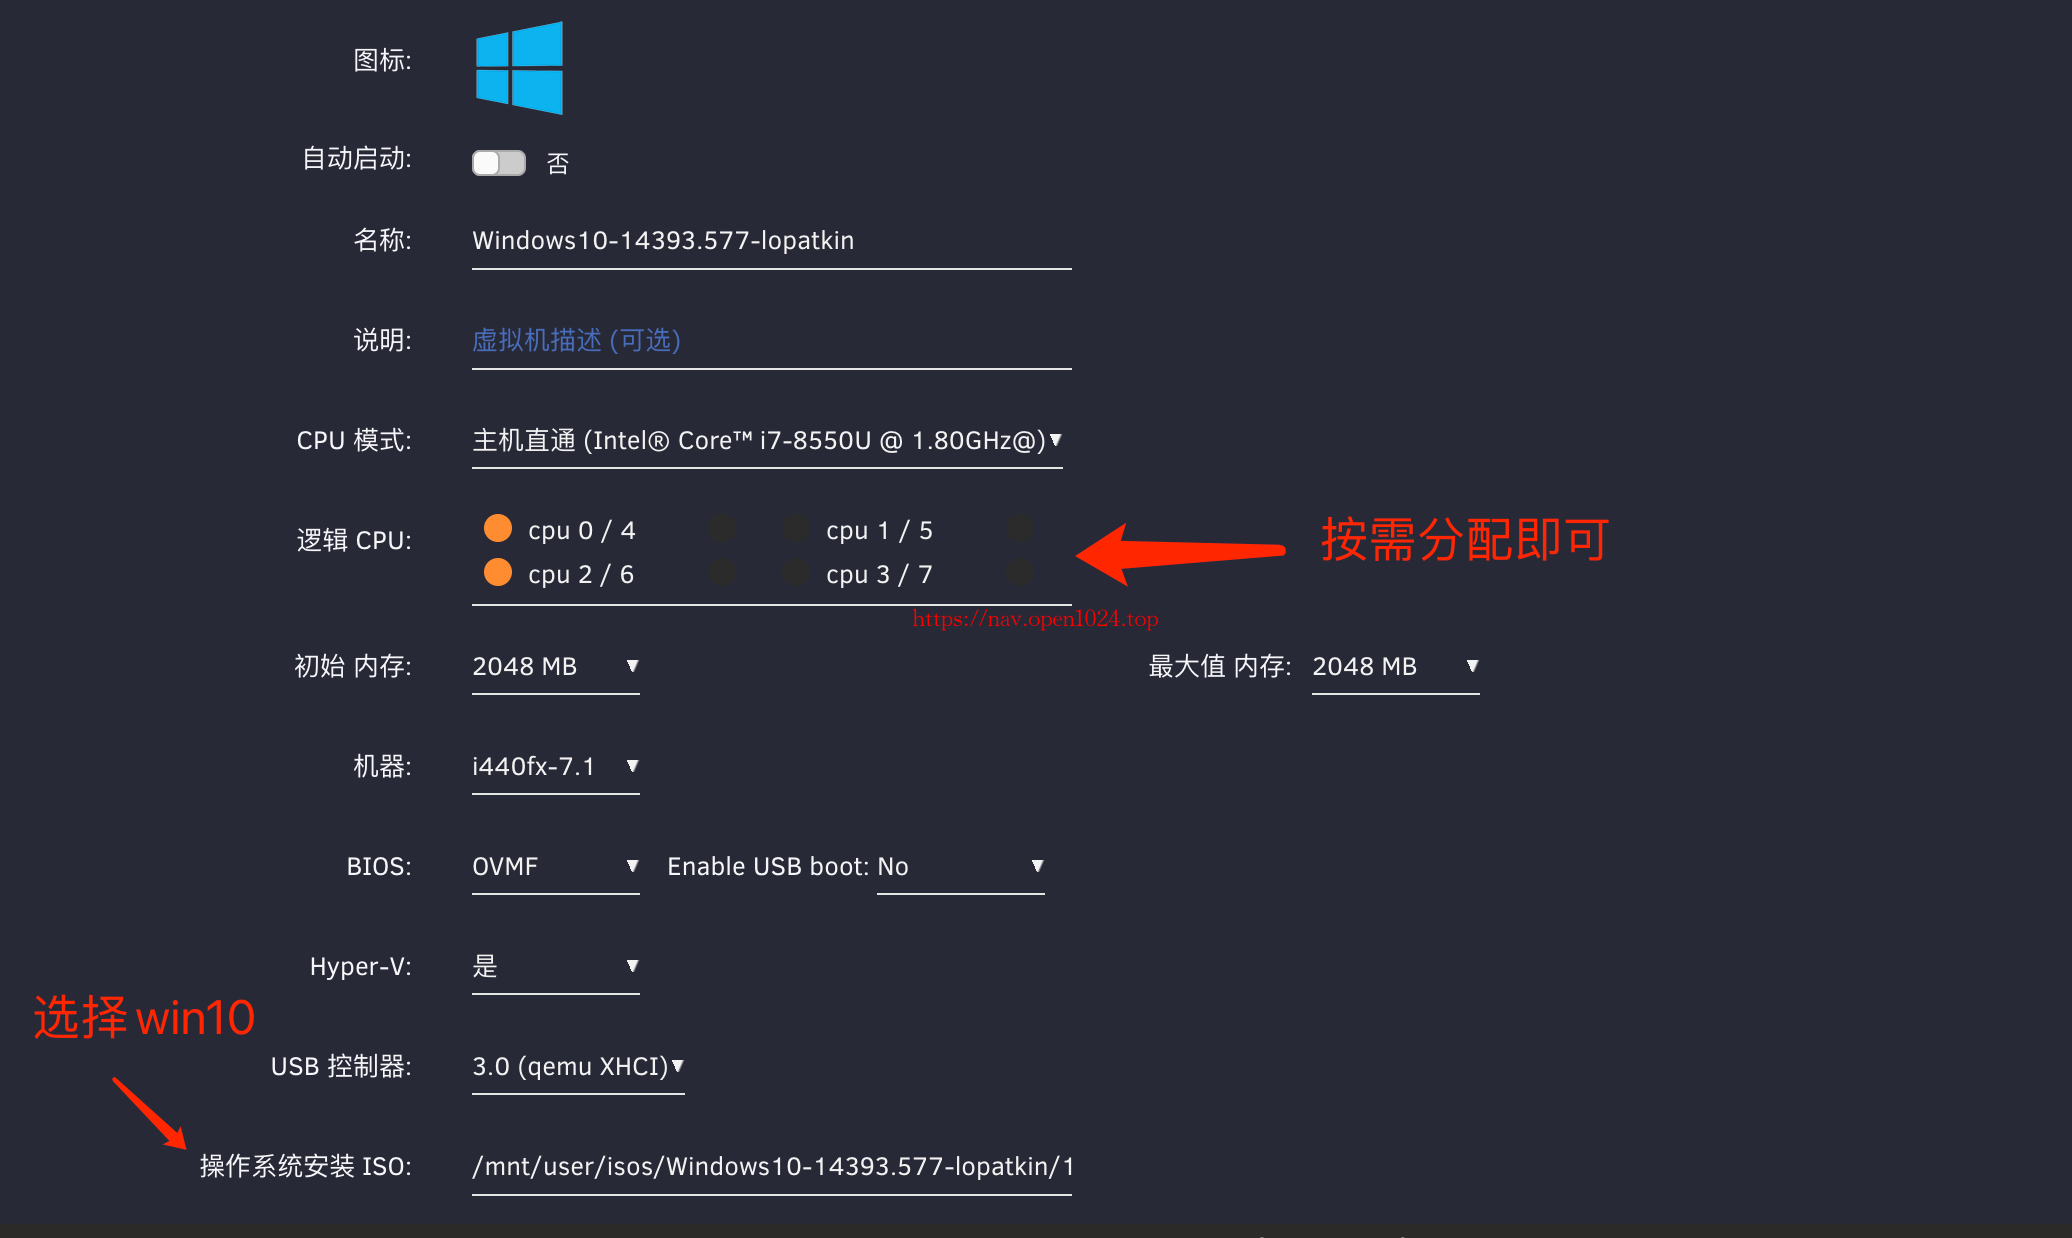 图标:
自动启动: 否
名称: Windows10-14393.577-lopatkin
说明: 虚拟机描述 (可选)
CPU 模式: 主机直通 (Intel® Core™ i7-8550U @ 1.80GHz@)
逻辑 CPU: cpu 0 / 4 cpu 1 / 5
cpu 2 / 6 cpu 3 / 7
按需分配即可
https://nav.open1024.top
初始 内存: 2048 MB 最大值 内存: 2048 MB
机器: i440fx-7.1
BIOS: OVMF Enable USB boot: No
Hyper-V: 是
选择win10
USB 控制器: 3.0 (qemu XHCI)
操作系统安装 ISO: /mnt/user/isos/Windows10-14393.577-lopatkin/1